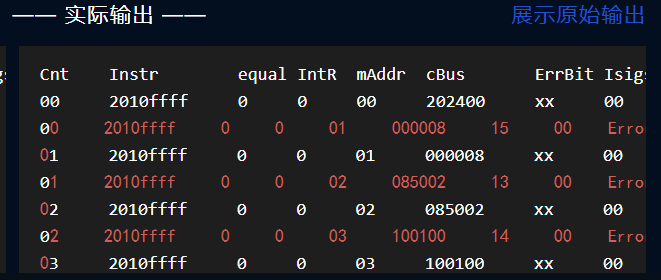 —— 实际输出 —— 展示原始输出
Cnt Instr equal IntR mAddr cBus ErrBit Isigs
00 2010ffff 0 0 00 202400 xx 00
00 2010ffff 0 0 01 000008 15 00 Erro
01 2010ffff 0 0 01 000008 xx 00
01 2010ffff 0 0 02 085002 13 00 Erro
02 2010ffff 0 0 02 085002 xx 00
02 2010ffff 0 0 03 100100 14 00 Erro
03 2010ffff 0 0 03 100100 xx 00